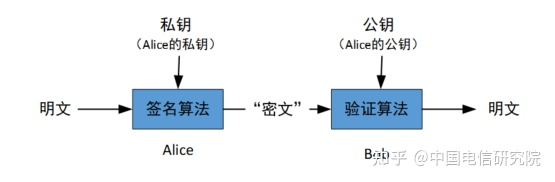 私钥
（Alice的私钥）
公钥
（Alice的公钥）
明文
签名算法
“密文”
验证算法
明文
Alice
Bob
知乎 @中国电信研究院